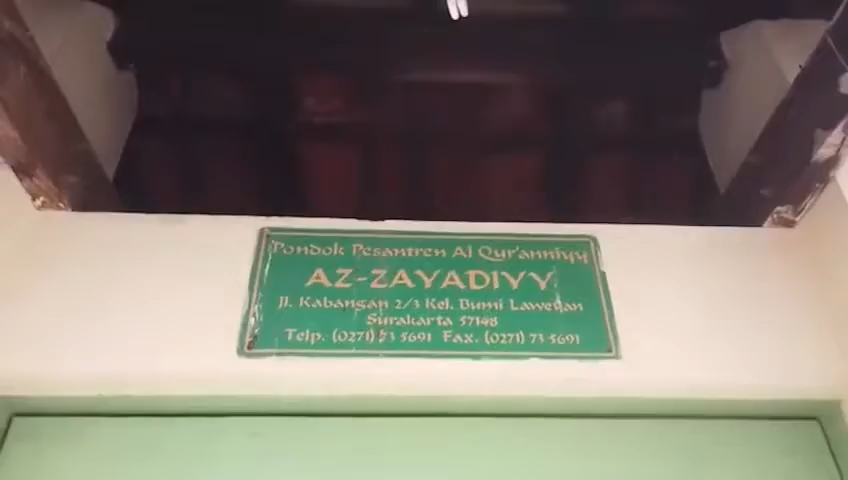 Pondok Pesantren Al Qur'anniyy
AZ-ZAYADIYY
Jl. Kabangan 2/3 Kel. Bumi Laweyan
Surakarta 57148
Telp. (0271) 73 5691 Fax. (0271) 73 5691